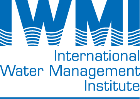 IWMI
International
Water Management
Institute